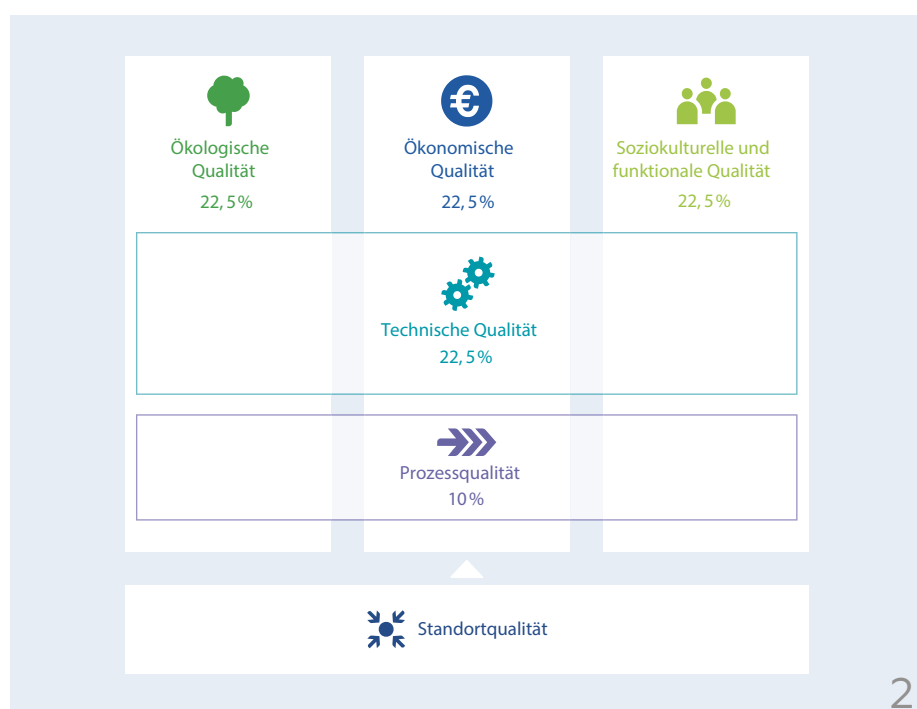 Ökologische
Qualität
22,5%
Ökonomische
Qualität
22,5%
Soziokulturelle und
funktionale Qualität
22,5%
Technische Qualität
22,5%
Prozessqualität
10%
Standortqualität
2